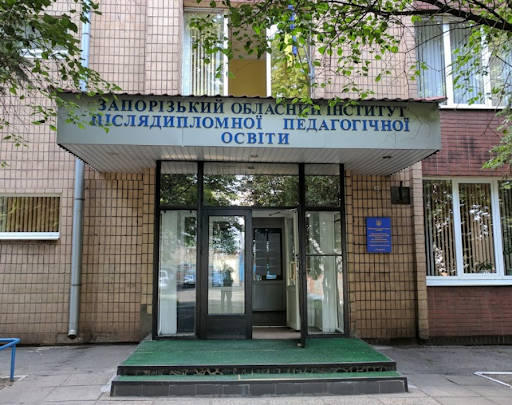 ЗАПОРІЗЬКИЙ ОБЛАСНИЙ ІНСТИТУТ
ПІСЛЯДИПЛОМНОЇ ПЕДАГОГІЧНОЇ
ОСВІТИ